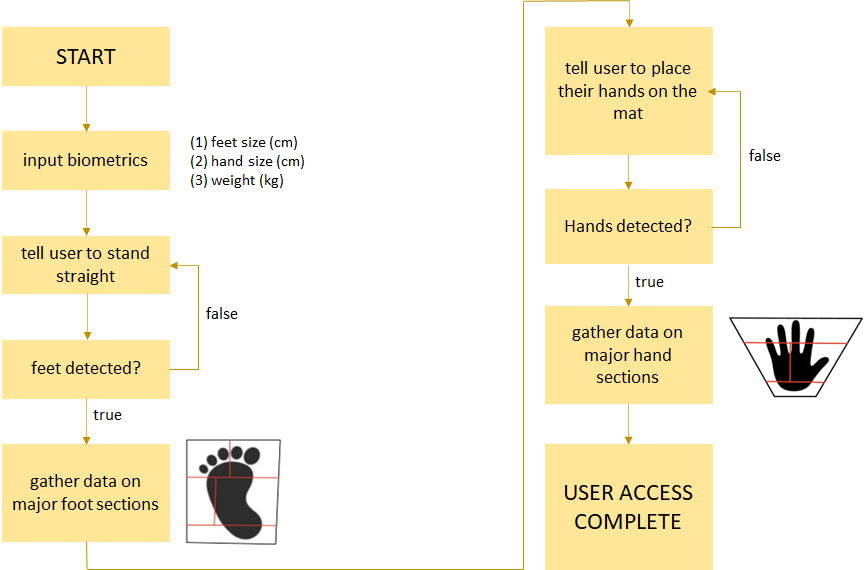 START
input biometrics
(1) feet size (cm)
(2) hand size (cm)
(3) weight (kg)
tell user to stand
straight
false
feet detected?
true
gather data on
major foot sections
tell user to place
their hands on the
mat
false
Hands detected?
true
gather data on
major hand
sections
USER ACCESS
COMPLETE